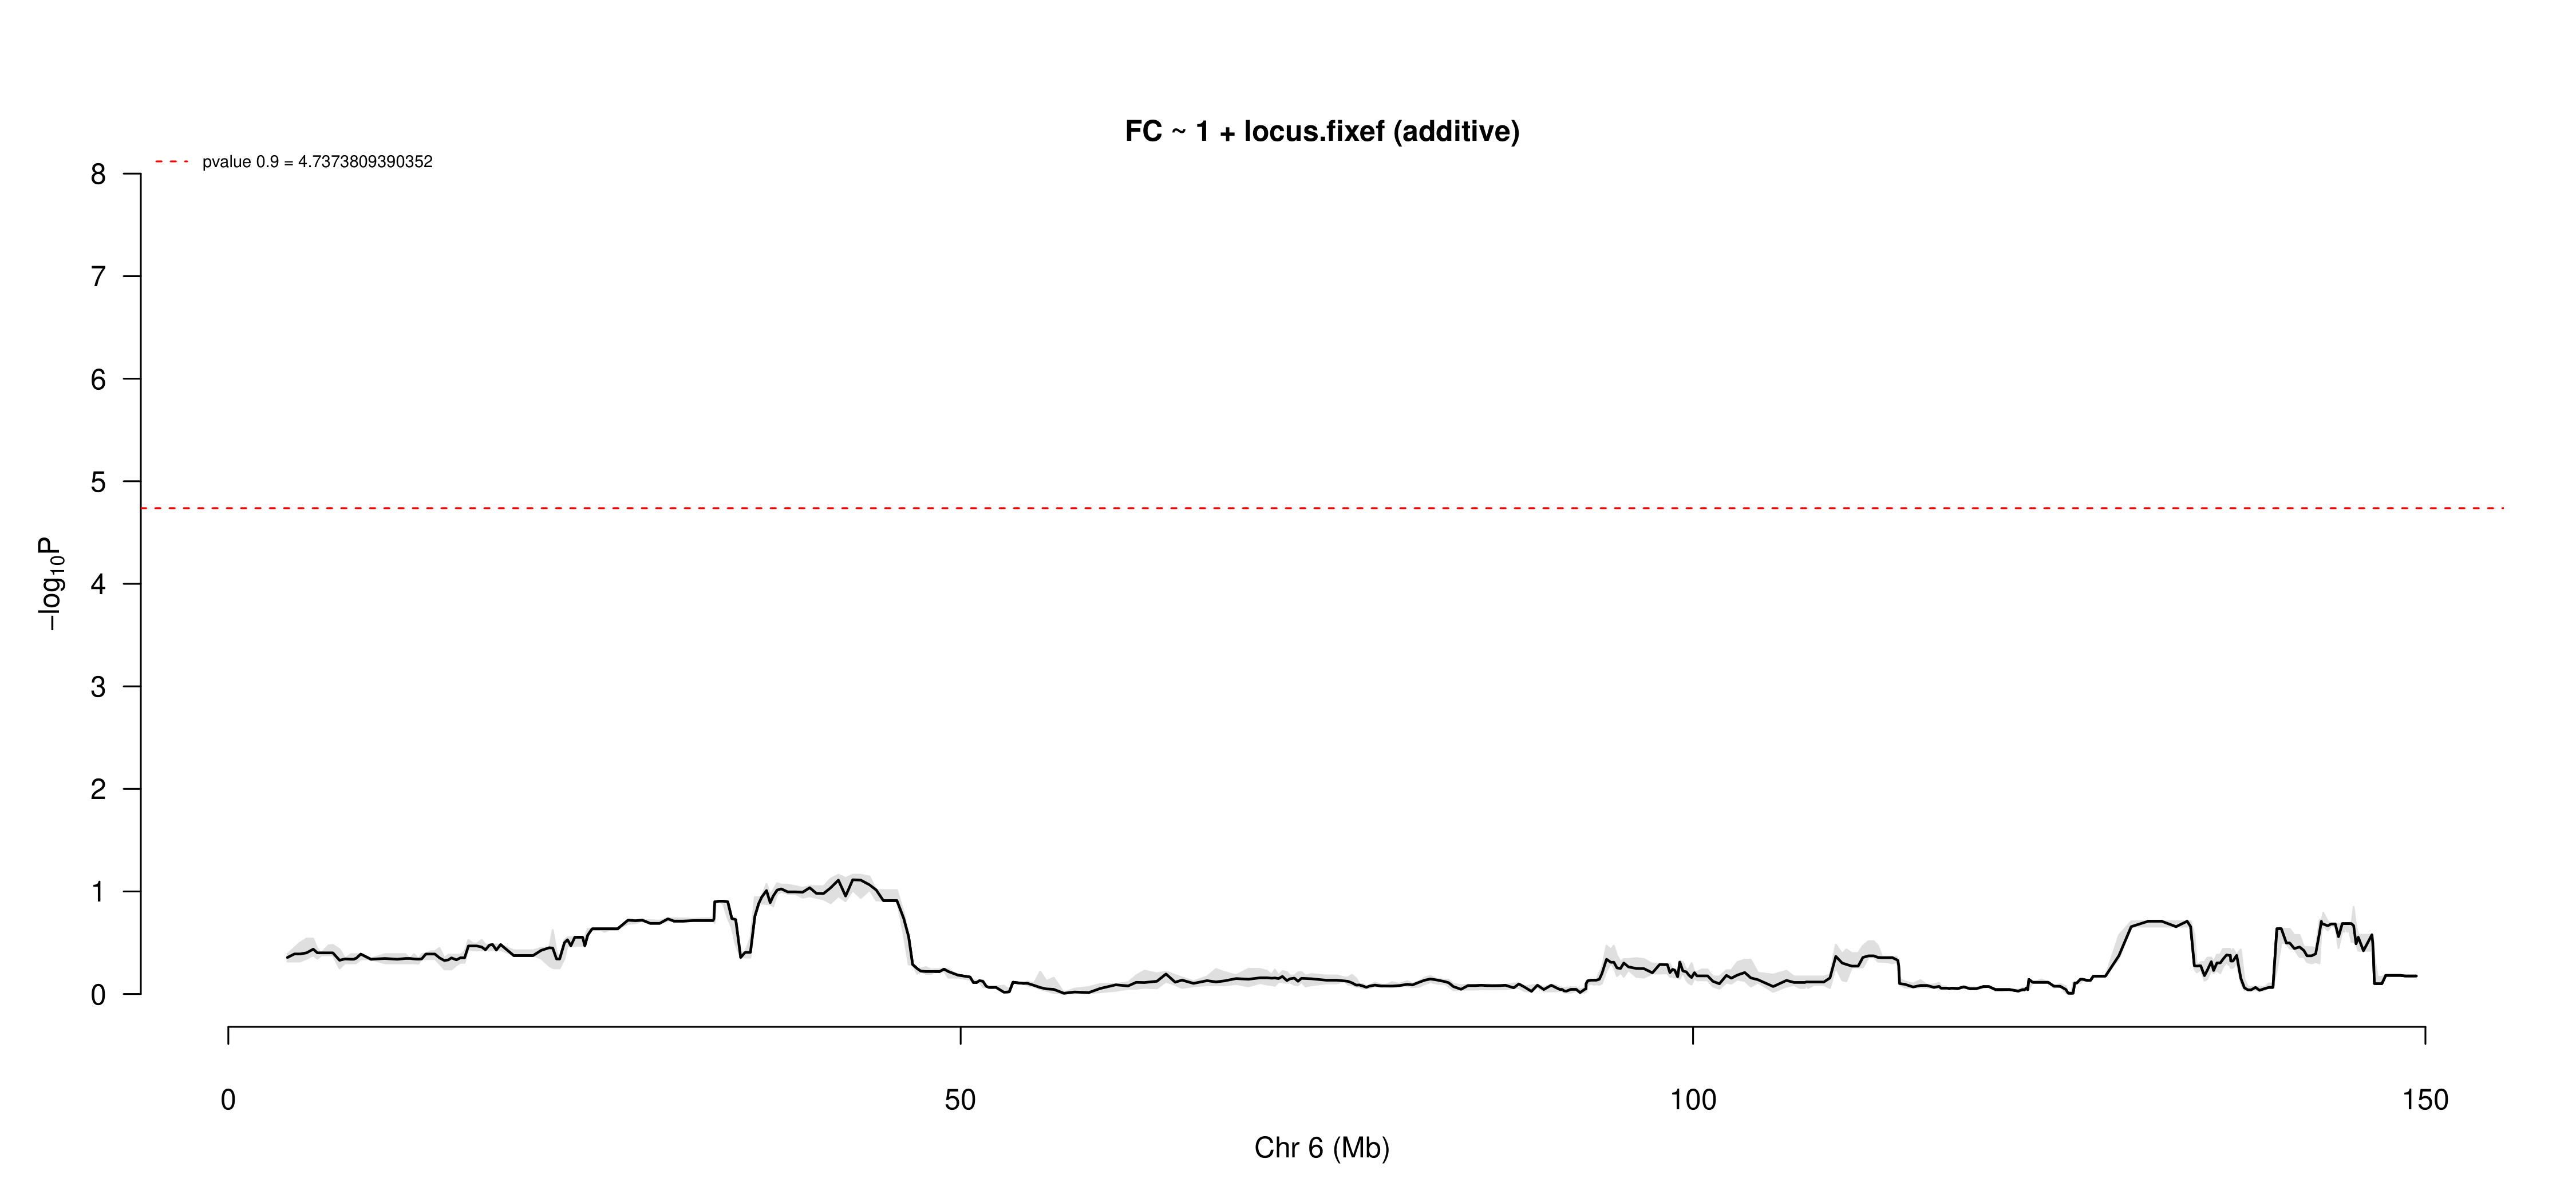 FC ~ 1 + locus.fixef (additive)
pvalue 0.9 = 4.7373809390352
8
7
6
5
4
3
2
1
0
−log10P
0 50 100 150
Chr 6 (Mb)